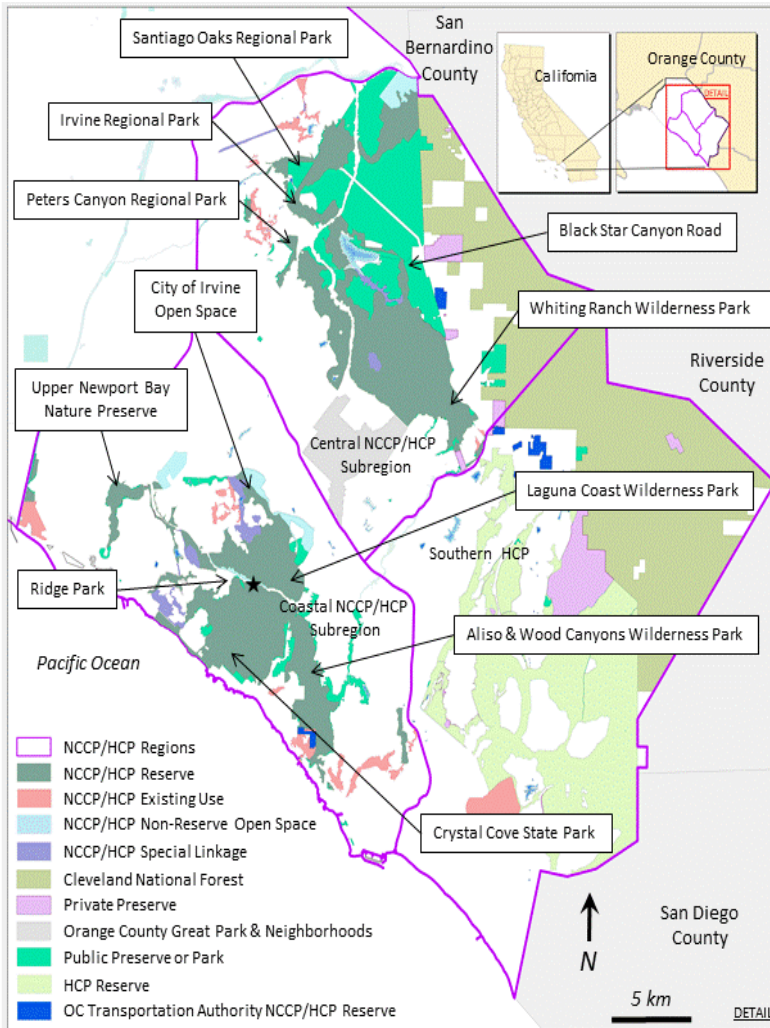 Santiago Oaks Regional Park
San
Bernardino
County
California
Orange County
DETAIL
Irvine Regional Park
Peters Canyon Regional Park
Black Star Canyon Road
City of Irvine
Open Space
Whiting Ranch Wilderness Park
Riverside
County
Upper Newport Bay
Nature Preserve
Central NCCP/HCP
Subregion
Laguna Coast Wilderness Park
Southern HCP
Ridge Park
Coastal NCCP/HCP
Subregion
Aliso & Wood Canyons Wilderness Park
Pacific Ocean
NCCP/HCP Regions
NCCP/HCP Reserve
NCCP/HCP Existing Use
NCCP/HCP Non-Reserve Open Space
Crystal Cove State Park
NCCP/HCP Special Linkage
Cleveland National Forest
Private Preserve
Orange County Great Park & Neighborhoods
San Diego
County
Public Preserve or Park
N
HCP Reserve
5 km
OC Transportation Authority NCCP/HCP Reserve
DETAIL